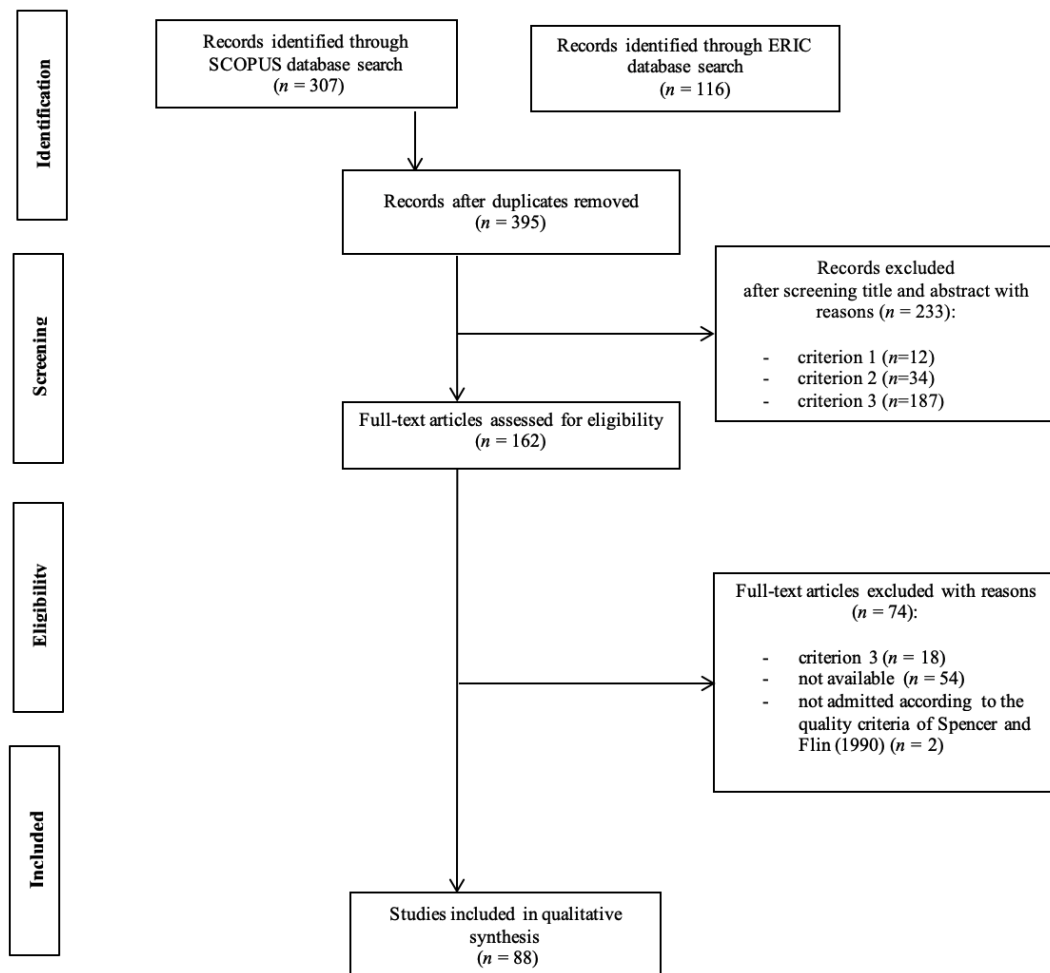 Identification
Records identified through
SCOPUS database search
(n = 307)
Records identified through ERIC
database search
(n = 116)
Records after duplicates removed
(n = 395)
Screening
Records excluded
after screening title and abstract with
reasons (n = 233):
- criterion 1 (n=12)
- criterion 2 (n=34)
- criterion 3 (n=187)
Full-text articles assessed for eligibility
(n = 162)
Eligibility
Full-text articles excluded with reasons
(n = 74):
- criterion 3 (n = 18)
- not available (n = 54)
- not admitted according to the
quality criteria of Spencer and
Flin (1990) (n = 2)
Included
Studies included in qualitative
synthesis
(n = 88)